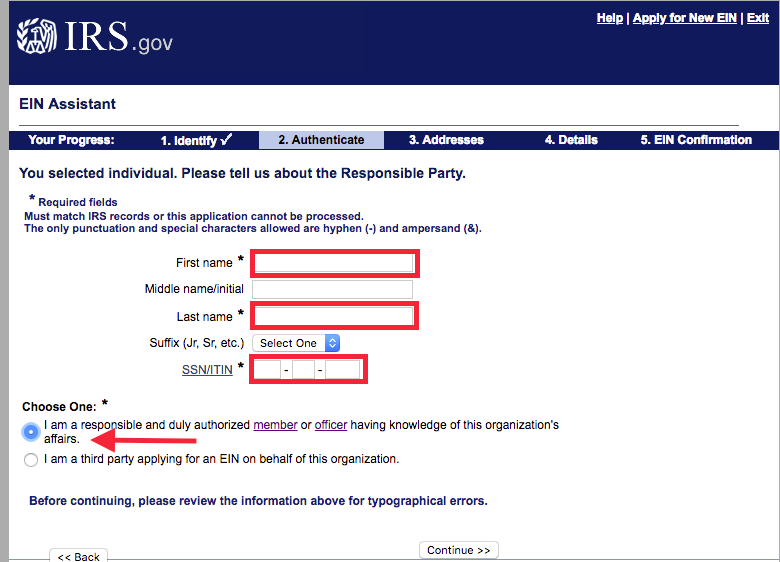 IRS.gov
Help | Apply for New EIN | Exit
EIN Assistant
Your Progress: 1. Identify ✓ 2. Authenticate 3. Addresses 4. Details 5. EIN Confirmation
You selected individual. Please tell us about the Responsible Party.
* Required fields
Must match IRS records or this application cannot be processed.
The only punctuation and special characters allowed are hyphen (-) and ampersand (&).
First name *
Middle name/initial
Last name *
Suffix (Jr, Sr, etc.) Select One
SSN/ITIN * - -
Choose One: *
I am a responsible and duly authorized member or officer having knowledge of this organization's
affairs.
I am a third party applying for an EIN on behalf of this organization.
Before continuing, please review the information above for typographical errors.
<< Back
Continue >>